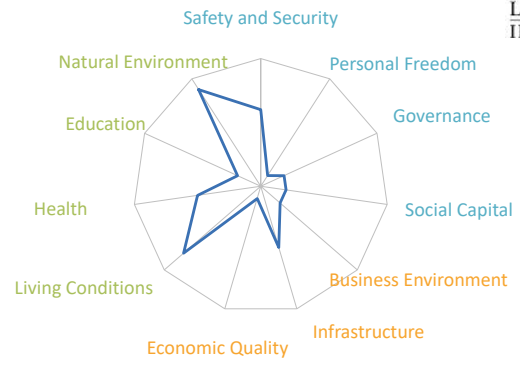 Safety and Security
Natural Environment
Personal Freedom
Education
Governance
Health
Social Capital
Living Conditions
Business Environment
Infrastructure
Economic Quality